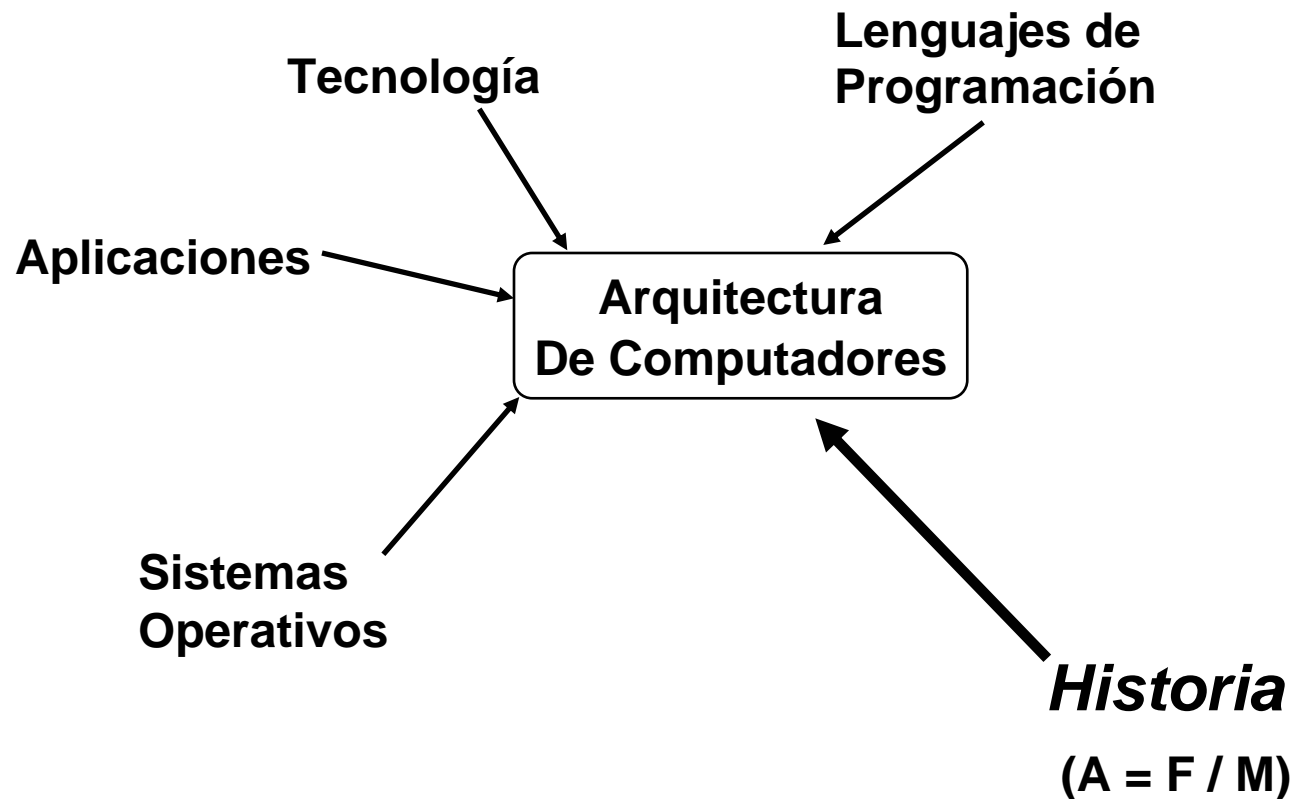 Lenguajes de
Programación
Tecnología
Aplicaciones
Arquitectura
De Computadores
Sistemas
Operativos
Historia
(A = F / M)